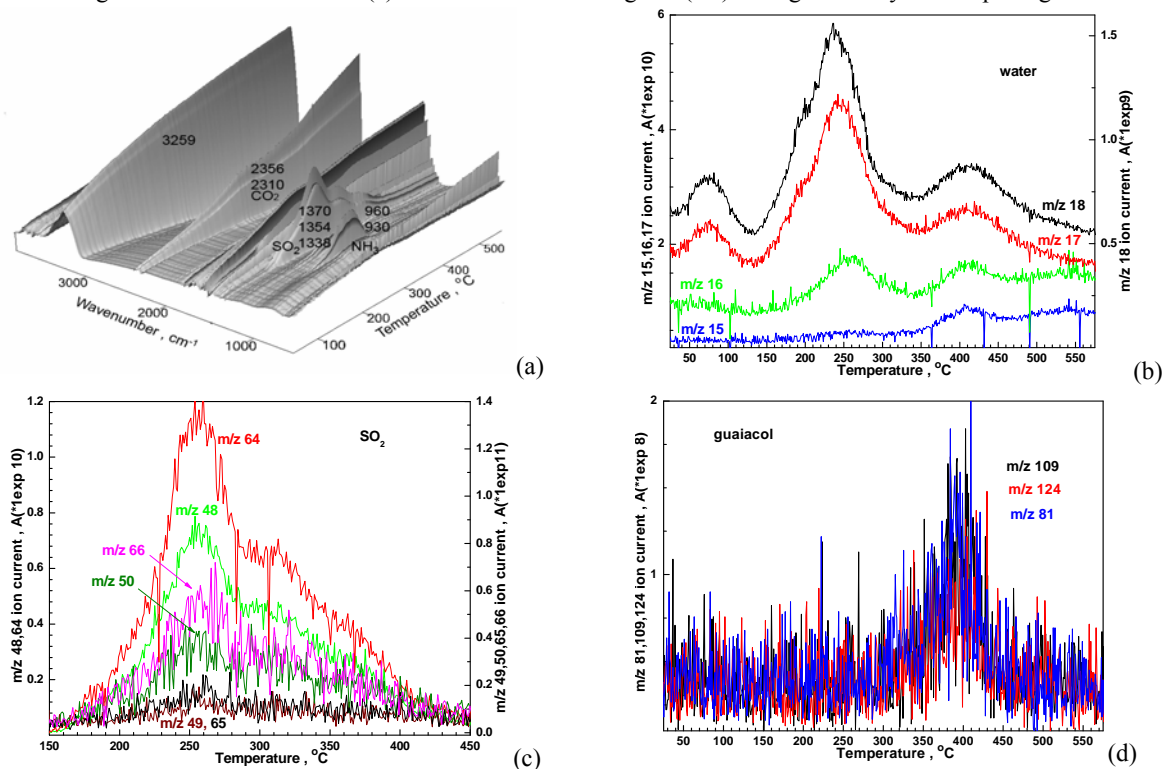 3259
2356
2310
CO2
1370
1354
1338
SO2
960
930
NH3
3000
2000
1000
Wavenumber , cm-1
100
200
300
400
500
Temperature , °C
(a)
6
4
2
m/z 15,16,17 ion current , A(*1exp 10)
water
m/z 18
m/z 17
m/z 16
m/z 15
1.5
1.0
0.5
m/z 18 ion current , A(*1exp9)
50 100 150 200 250 300 350 400 450 500 550
Temperature , °C
(b)
1.2
1.0
0.8
0.6
0.4
0.2
m/z 48,64 ion current , A(*1exp 10)
SO2
m/z 64
m/z 48
m/z 66
m/z 50
m/z 49, 65
1.4
1.2
1.0
0.8
0.6
0.4
0.2
0.0
m/z 49,50,65,66 ion current , A(*1exp11)
150 200 250 300 350 400 450
Temperature , °C
(c)
2
1
m/z 81,109,124 ion current , A(*1exp 8)
guaiacol
m/z 109
m/z 124
m/z 81
50 100 150 200 250 300 350 400 450 500 550
Temperature , °C
(d)